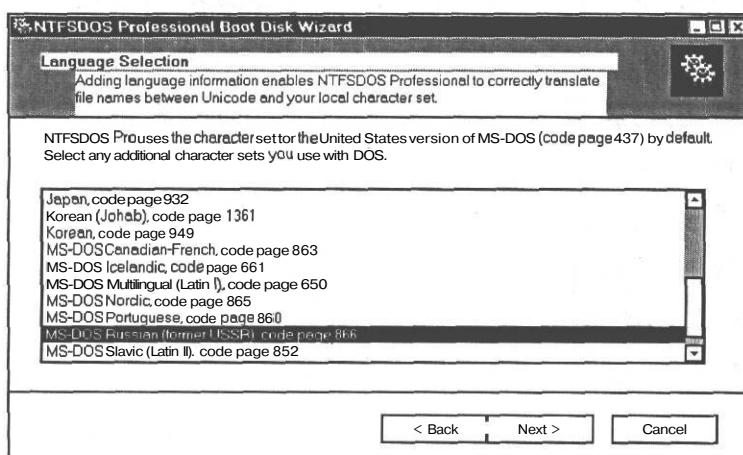 NTFSDOS Professional Boot Disk Wizard
Language Selection
Adding language information enables NTFSDOS Professional to correctly translate
file names between Unicode and your local character set.
NTFSDOS Pro uses the character set tor the United States version of MS-DOS (code page 437) by default.
Select any additional character sets you use with DOS.
Japan, code page 932
Korean (Johab), code page 1361
Korean, code page 949
MS-DOS Canadian-French, code page 863
MS-DOS Icelandic, code page 661
MS-DOS Multilingual (Latin I), code page 650
MS-DOS Nordic, code page 865
MS-DOS Portuguese, code page 860
MS-DOS Russian (former USSR), code page 866
MS-DOS Slavic (Latin II). code page 852
< Back
Next >
Cancel